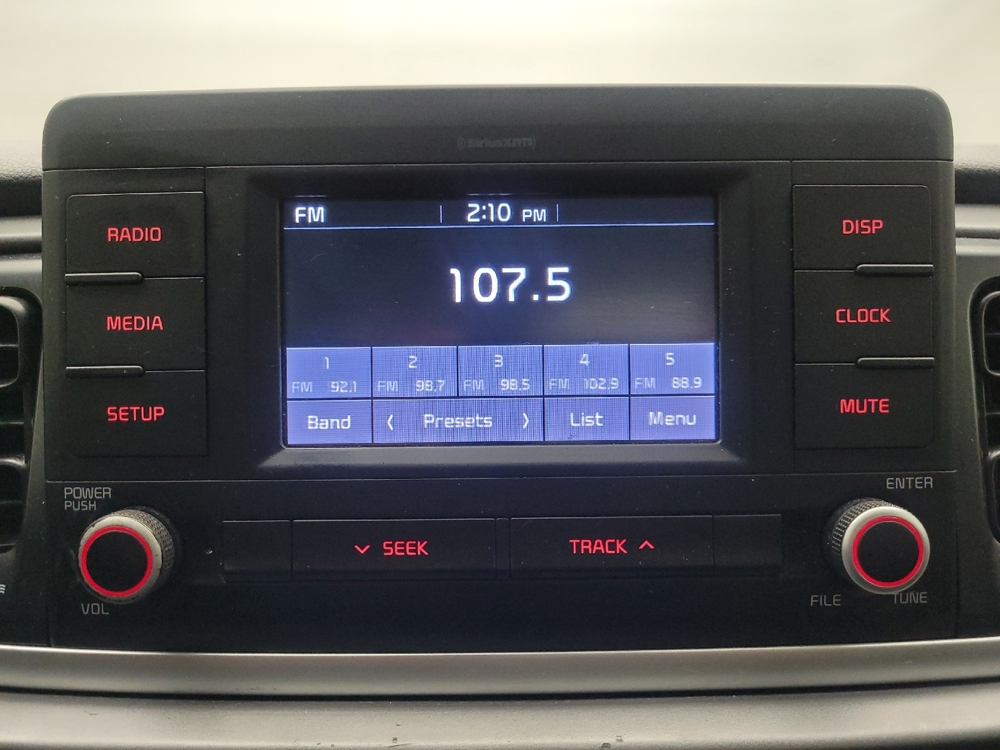 SiriusXM
RADIO
MEDIA
SETUP
FM 2:10 PM
107.5
1 2 3 4 5
FM 92.1 FM 98.7 FM 98.5 FM 102.9 FM 88.9
Band ‹ Presets › List Menu
DISP
CLOCK
MUTE
POWER
PUSH
VOL
SEEK
TRACK
ENTER
FILE
TUNE